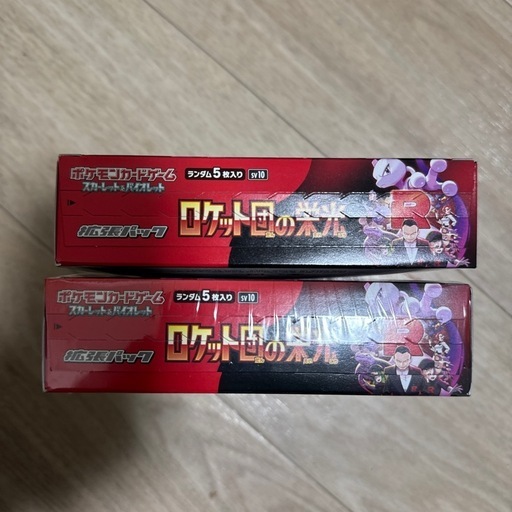 ポケモンカードゲーム
スカーレット&バイオレット
ランダム5枚入り sv10
拡張パック
ロケット団の栄光
R
ポケモンカードゲーム
スカーレット&バイオレット
ランダム5枚入り sv10
拡張パック
ロケット団の栄光
R